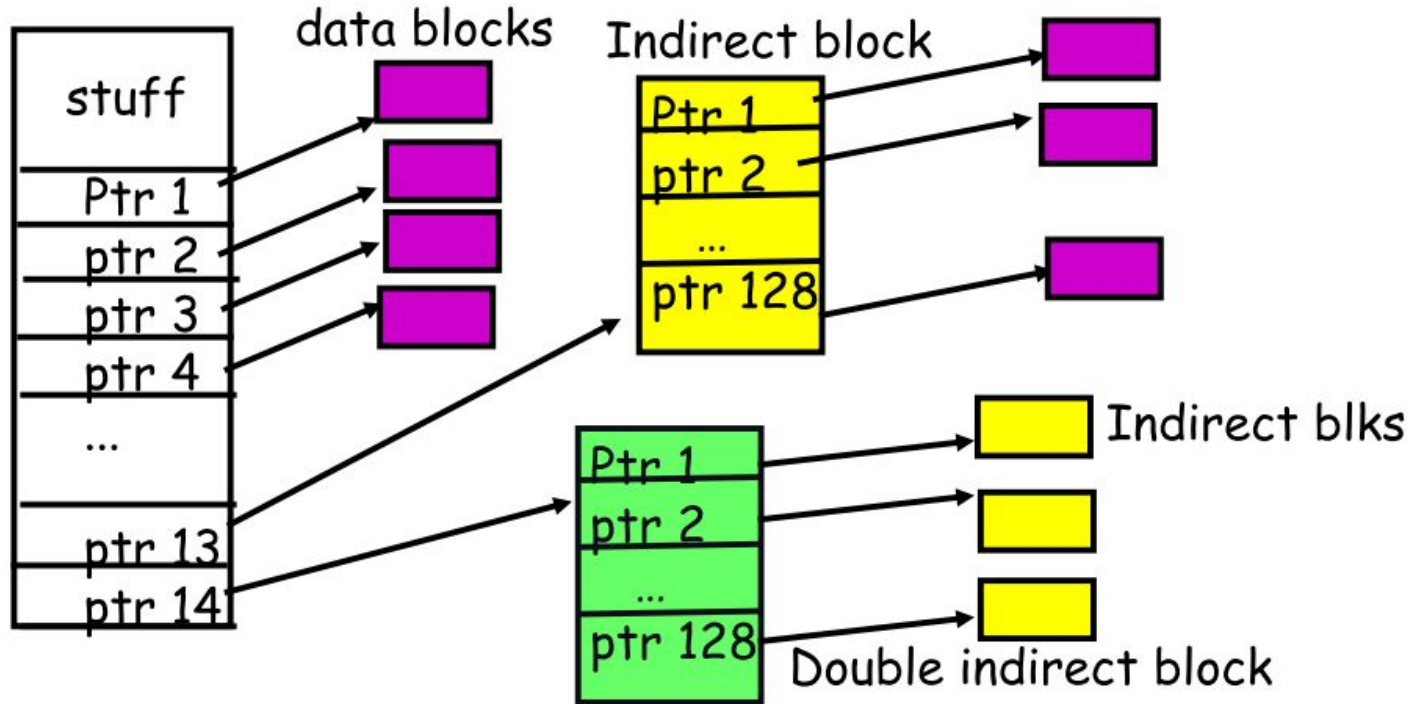 stuff
Ptr 1
ptr 2
ptr 3
ptr 4
...
ptr 13
ptr 14
data blocks
Indirect block
Ptr 1
ptr 2
...
ptr 128
Ptr 1
ptr 2
...
ptr 128
Indirect blks
Double indirect block